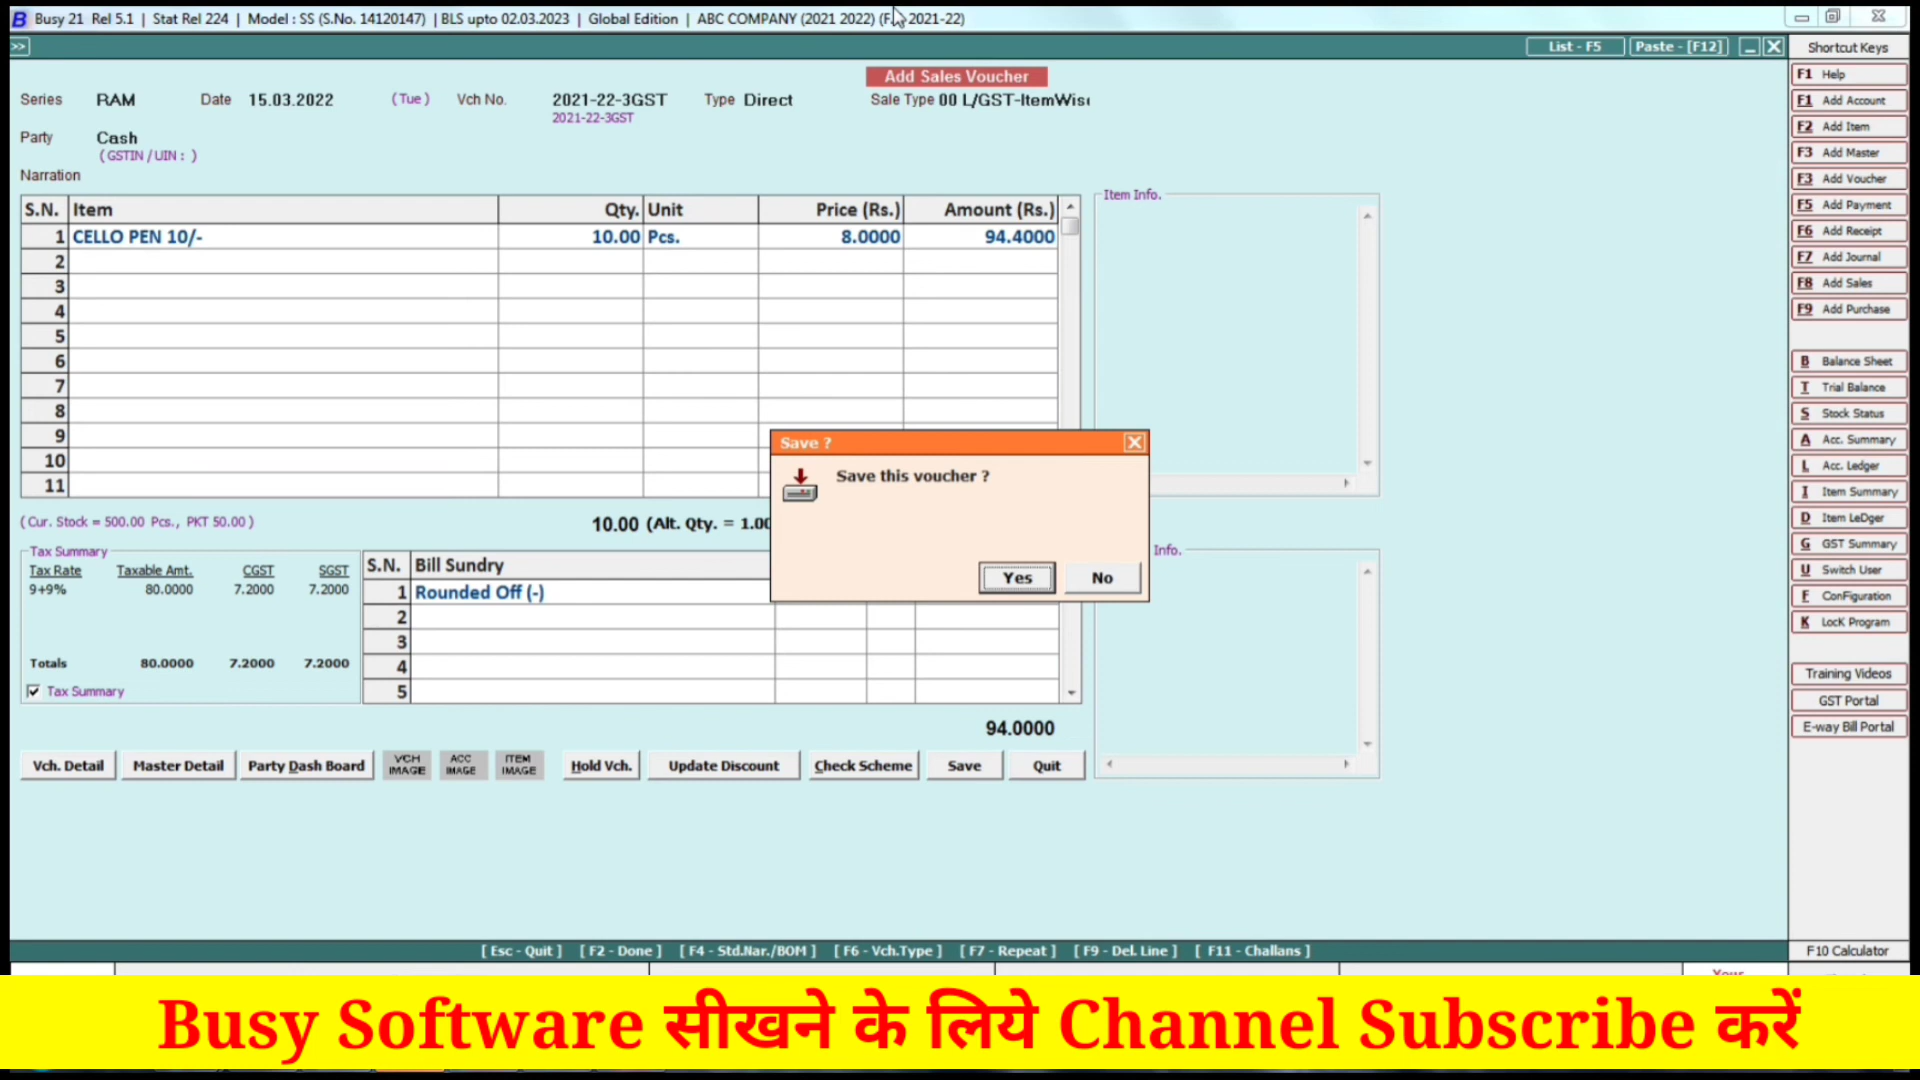 Busy 21 Rel 5.1 | Stat Rel 224 | Model : SS (S.No. 14120147) | BLS upto 02.03.2023 | Global Edition | ABC COMPANY (2021 2022) (F. 2021-22)
>> List - F5 Paste - [F12] Shortcut Keys
Add Sales Voucher
Series RAM Date 15.03.2022 (Tue) Vch No. 2021-22-3GST Type Direct Sale Type 00 L/GST-ItemWise
2021-22-3GST
Party Cash
(GSTIN / UIN : )
Narration
S.N. Item Qty. Unit Price (Rs.) Amount (Rs.)
1 CELLO PEN 10/- 10.00 Pcs. 8.0000 94.4000
2
3
4
5
6
7
8
9
10
11
Item Info.
Save ?
Save this voucher ?
Yes No
(Cur. Stock = 500.00 Pcs., PKT 50.00) 10.00 (Alt. Qty. = 1.00
Tax Summary
Tax Rate Taxable Amt. CGST SGST
9+9% 80.0000 7.2000 7.2000
Totals 80.0000 7.2000 7.2000
Tax Summary
S.N. Bill Sundry
1 Rounded Off (-)
2
3
4
5
Info.
94.0000
Vch. Detail Master Detail Party Dash Board VCH IMAGE ACC IMAGE ITEM IMAGE Hold Vch. Update Discount Check Scheme Save Quit
F1 Help
F1 Add Account
F2 Add Item
F3 Add Master
F3 Add Voucher
F5 Add Payment
F6 Add Receipt
F7 Add Journal
F8 Add Sales
F9 Add Purchase
B Balance Sheet
T Trial Balance
S Stock Status
A Acc. Summary
L Acc. Ledger
I Item Summary
D Item LeDger
G GST Summary
U Switch User
F ConFiguration
K LocK Program
Training Videos
GST Portal
E-way Bill Portal
[ Esc - Quit ] [ F2 - Done ] [ F4 - Std.Nar./BOM ] [ F6 - Vch.Type ] [ F7 - Repeat ] [ F9 - Del. Line ] [ F11 - Challans ] F10 Calculator
Busy Software सीखने के लिये Channel Subscribe करें